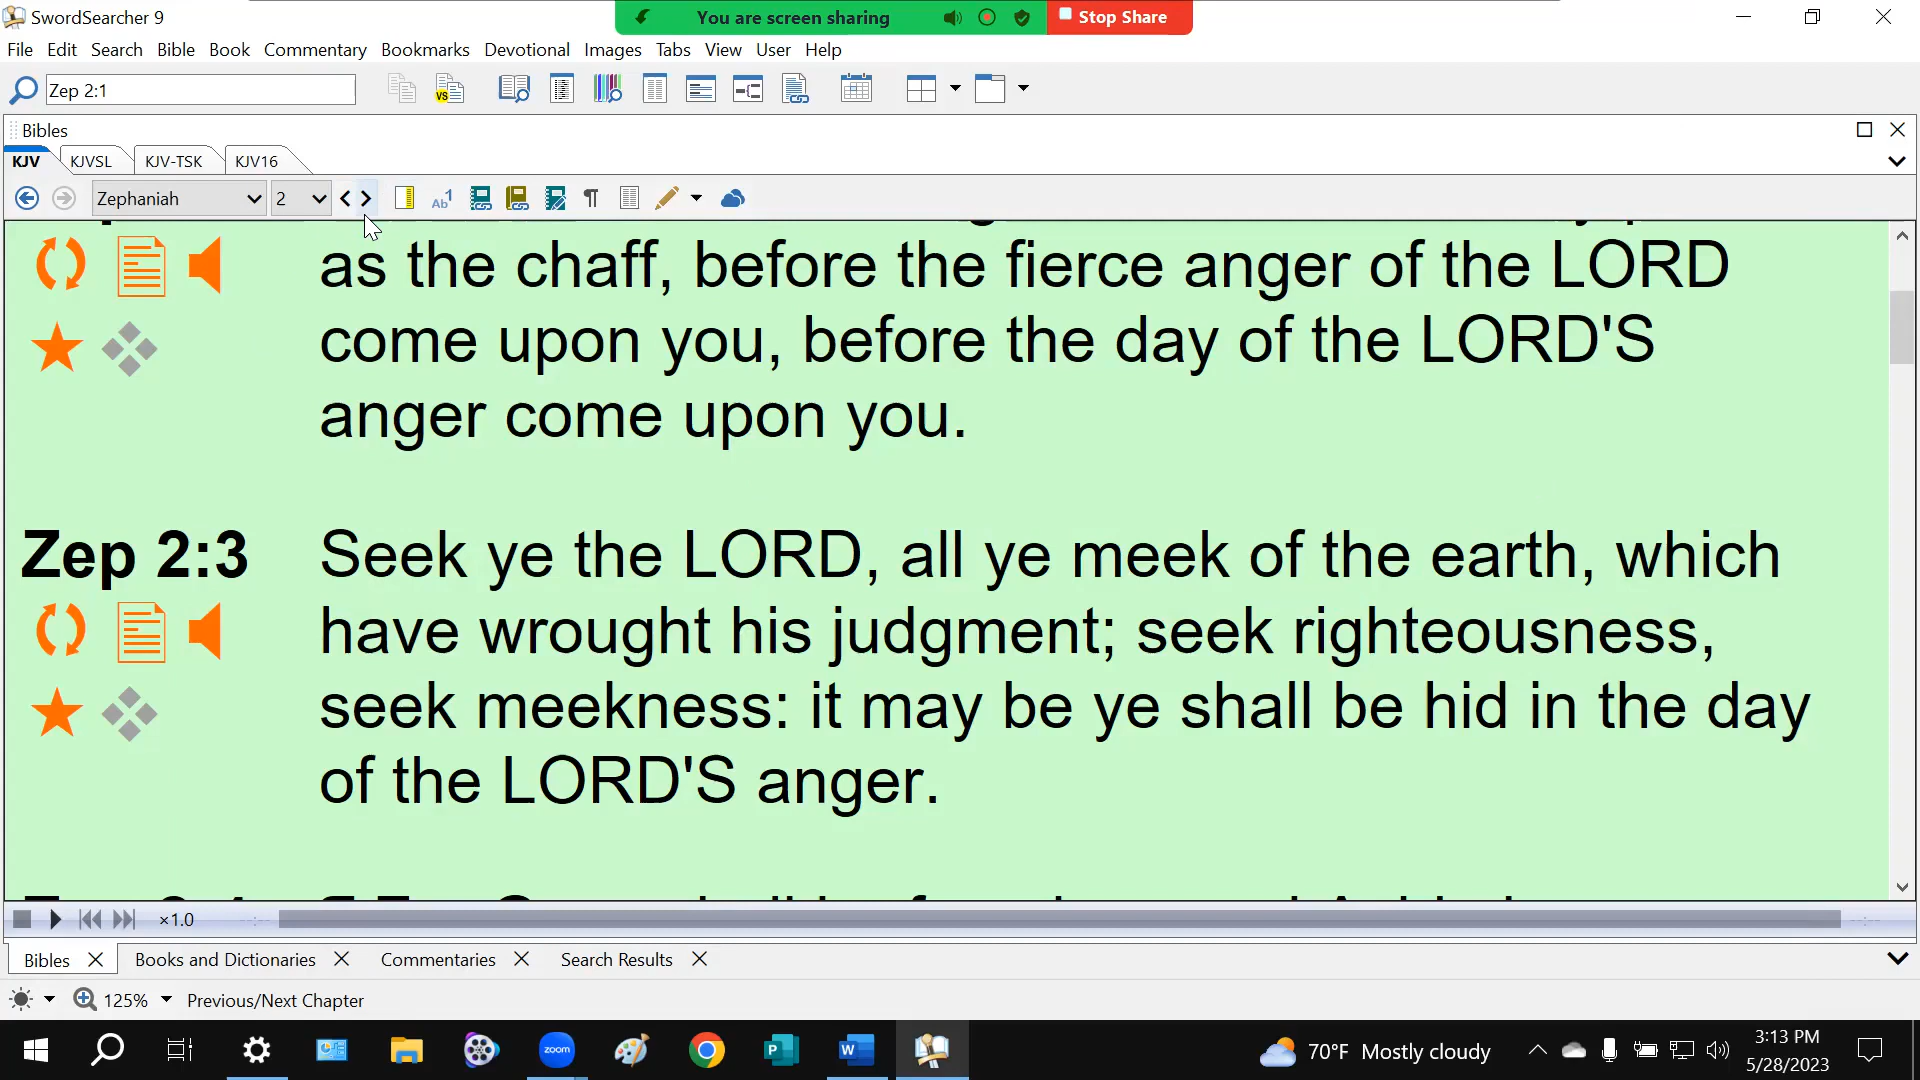 SwordSearcher 9
You are screen sharing
Stop Share
File Edit Search Bible Book Commentary Bookmarks Devotional Images Tabs View User Help
Zep 2:1
VS
Bibles
KJV KJVSL KJV-TSK KJV16
Zephaniah 2 Ab1
as the chaff, before the fierce anger of the LORD
come upon you, before the day of the LORD'S
anger come upon you.
Zep 2:3 Seek ye the LORD, all ye meek of the earth, which
have wrought his judgment; seek righteousness,
seek meekness: it may be ye shall be hid in the day
of the LORD'S anger.
×1.0
Bibles Books and Dictionaries Commentaries Search Results
125% Previous/Next Chapter
zoom
P
W
70°F Mostly cloudy
3:13 PM
5/28/2023